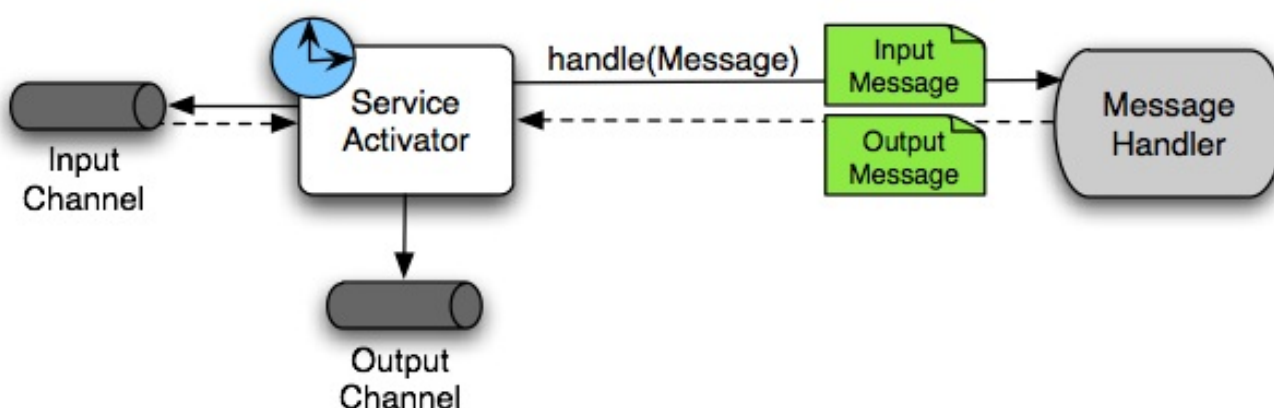 handle(Message)
Input
Message
Service
Activator
Message
Handler
Output
Message
Input
Channel
Output
Channel